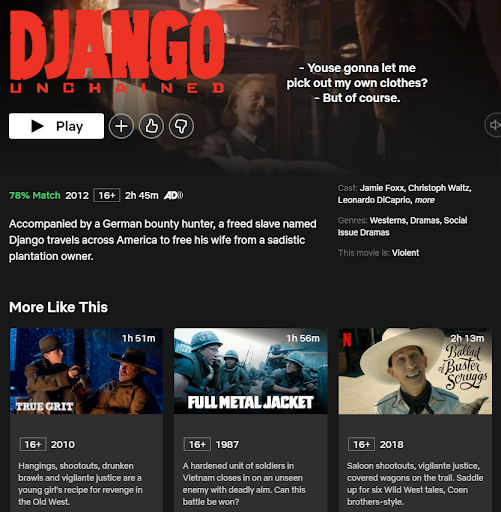 DJANGO
UNCHAINED
- Youse gonna let me
pick out my own clothes?
- But of course.
Play
78% Match 2012 16+ 2h 45m AD
Cast: Jamie Foxx, Christoph Waltz,
Leonardo DiCaprio, more
Accompanied by a German bounty hunter, a freed slave named
Django travels across America to free his wife from a sadistic
plantation owner.
Genres: Westerns, Dramas, Social
Issue Dramas
This movie is: Violent
More Like This
1h 51m
TRUE GRIT
16+ 2010
Hangings, shootouts, drunken
brawls and vigilante justice are a
young girl's recipe for revenge in
the Old West.
1h 56m
FULL METAL JACKET
16+ 1987
A hardened unit of soldiers in
Vietnam closes in on an unseen
enemy with deadly aim. Can this
battle be won?
N
2h 13m
The
Ballad
of
Buster
Scruggs
16+ 2018
Saloon shootouts, vigilante justice,
covered wagons on the trail. Saddle
up for six Wild West tales, Coen
brothers-style.